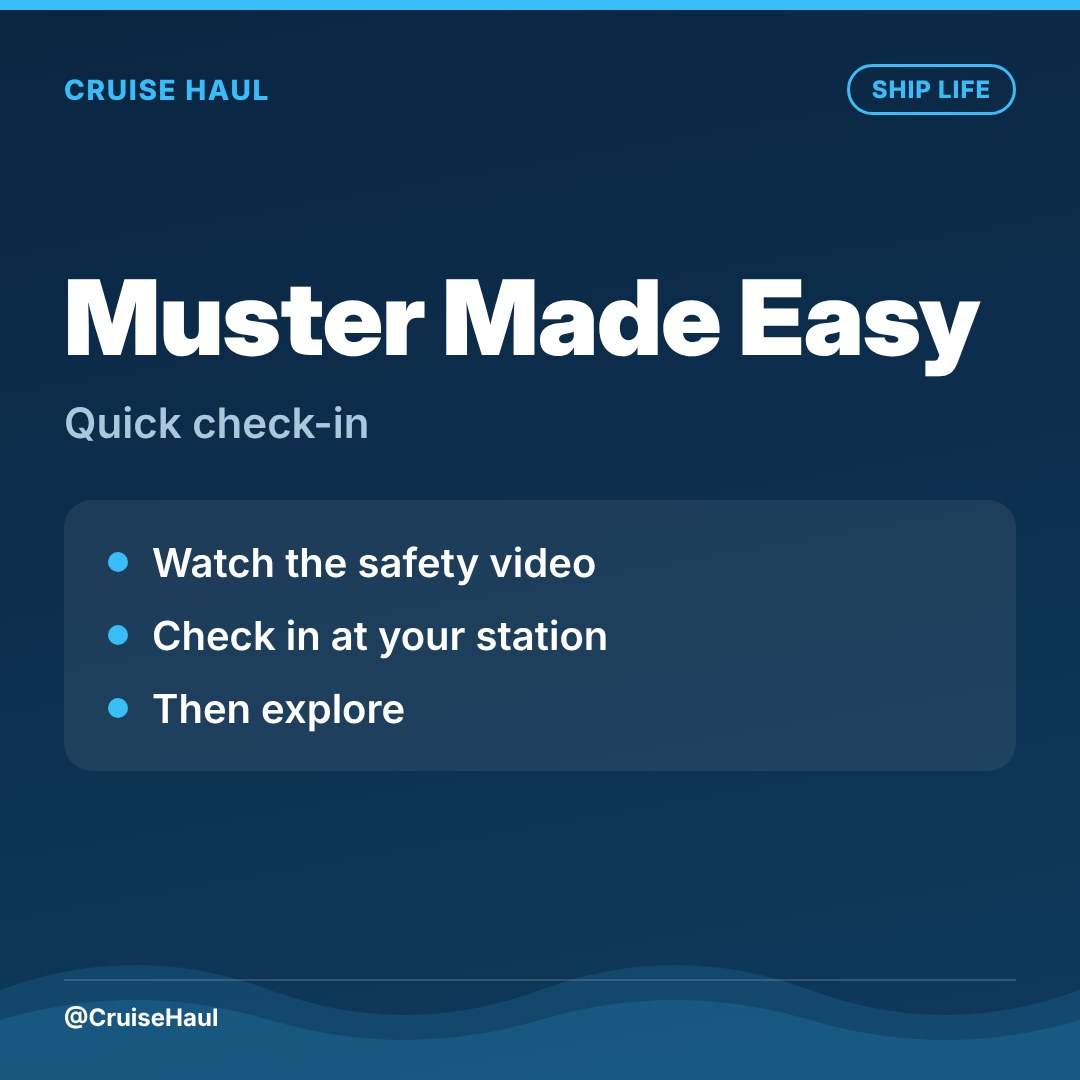 CRUISE HAUL
SHIP LIFE
Muster Made Easy
Quick check-in
Watch the safety video
Check in at your station
Then explore
@CruiseHaul